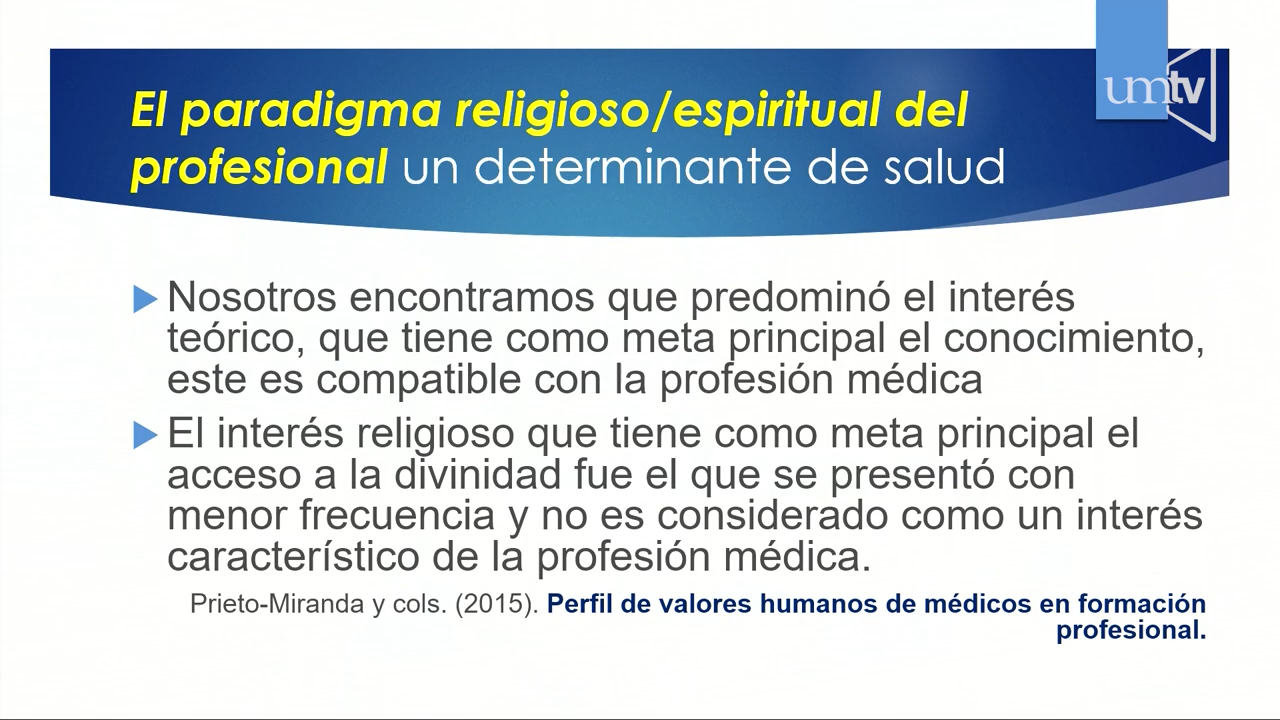 El paradigma religioso/espiritual del
profesional un determinante de salud
umtv
Nosotros encontramos que predominó el interés
teórico, que tiene como meta principal el conocimiento,
este es compatible con la profesión médica
El interés religioso que tiene como meta principal el
acceso a la divinidad fue el que se presentó con
menor frecuencia y no es considerado como un interés
característico de la profesión médica.
Prieto-Miranda y cols. (2015). Perfil de valores humanos de médicos en formación
profesional.